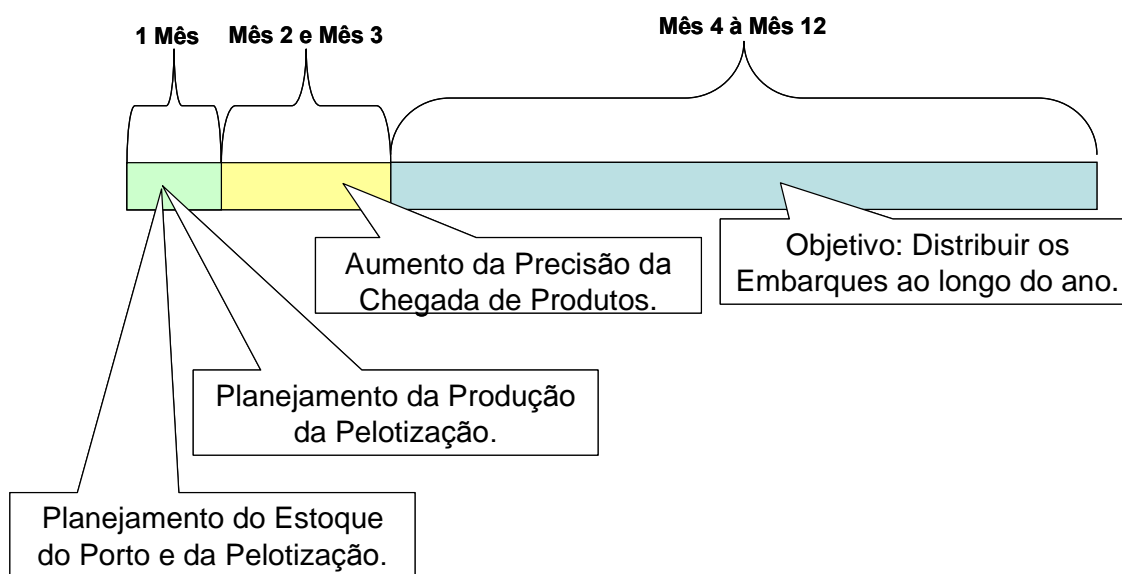 1 Mês
Mês 2 e Mês 3
Mês 4 à Mês 12
Aumento da Precisão da
Chegada de Produtos.
Objetivo: Distribuir os
Embarques ao longo do ano.
Planejamento da Produção
da Pelotização.
Planejamento do Estoque
do Porto e da Pelotização.